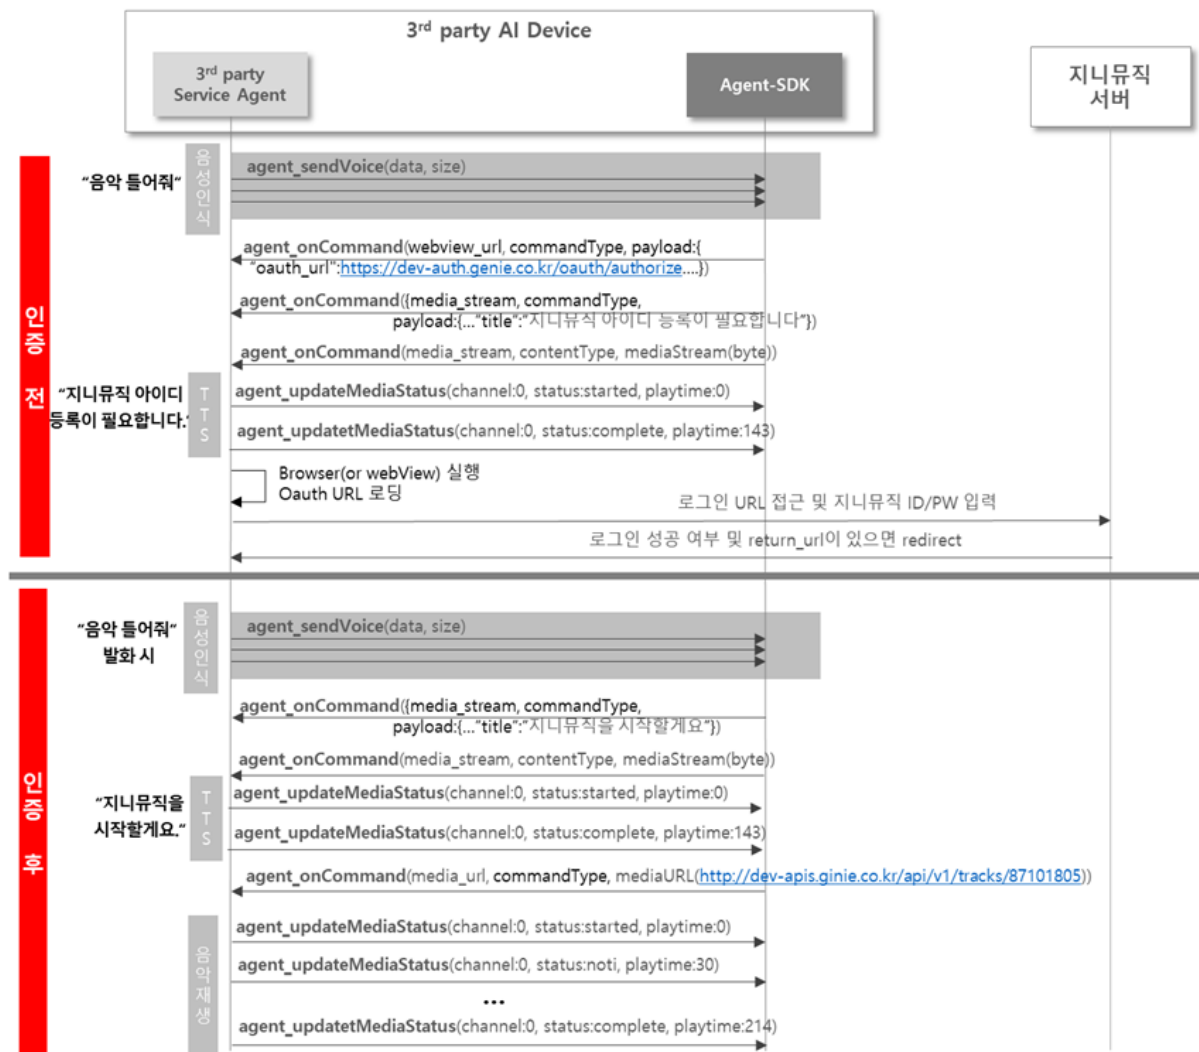 3rd party AI Device
3rd party
Service Agent
Agent-SDK
지니뮤직
서버
인증 전
"음악 틀어줘"
음성인식
agent_sendVoice(data, size)
agent_onCommand(webview_url, commandType, payload:{
"oauth_url":https://dev-auth.genie.co.kr/oauth/authorize....})
agent_onCommand({media_stream, commandType,
payload:{..."title":"지니뮤직 아이디 등록이 필요합니다"})
agent_onCommand(media_stream, contentType, mediaStream(byte))
"지니뮤직 아이디
등록이 필요합니다."
TTS
agent_updateMediaStatus(channel:0, status:started, playtime:0)
agent_updatetMediaStatus(channel:0, status:complete, playtime:143)
Browser(or webView) 실행
Oauth URL 로딩
로그인 URL 접근 및 지니뮤직 ID/PW 입력
로그인 성공 여부 및 return_url이 있으면 redirect
인증 후
"음악 틀어줘"
발화 시
음성인식
agent_sendVoice(data, size)
agent_onCommand({media_stream, commandType,
payload:{..."title":"지니뮤직을 시작할게요"})
agent_onCommand(media_stream, contentType, mediaStream(byte))
"지니뮤직을
시작할게요."
TTS
agent_updateMediaStatus(channel:0, status:started, playtime:0)
agent_updateMediaStatus(channel:0, status:complete, playtime:143)
agent_onCommand(media_url, commandType, mediaURL(http://dev-apis.ginie.co.kr/api/v1/tracks/87101805))
음악재생
agent_updateMediaStatus(channel:0, status:started, playtime:0)
agent_updateMediaStatus(channel:0, status:noti, playtime:30)
...
agent_updatetMediaStatus(channel:0, status:complete, playtime:214)